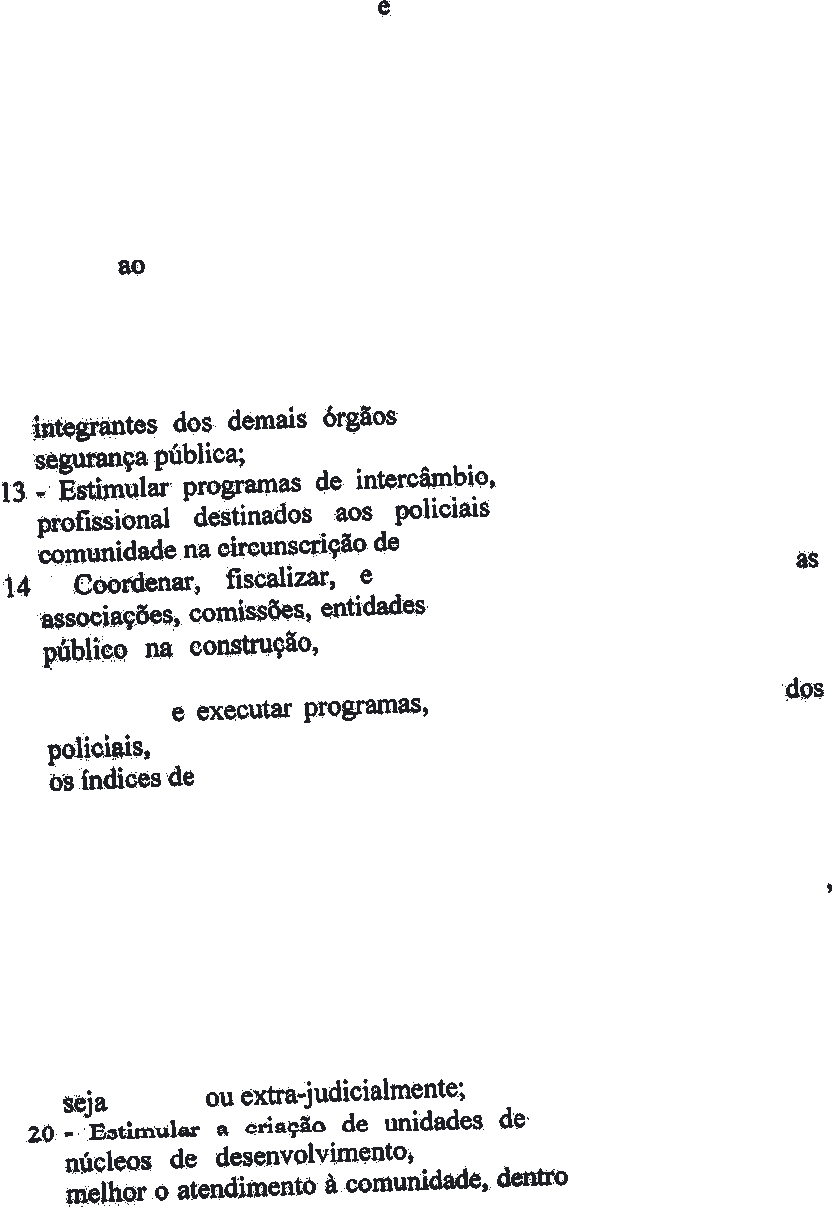 e
ao
integrantes dos demais órgãos
segurança pública;
13 - Estimular programas de intercâmbio,
profissional destinados aos policiais
comunidade na circunscrição de
as
14 Coordenar, fiscalizar, e
associações, comissões, entidades
público na construção,
dos
e executar programas,
policiais,
os índices de
,
seja ou extra-judicialmente;
20 - Estimular a criação de unidades de
núcleos de desenvolvimento,
melhor o atendimento à comunidade, dentro